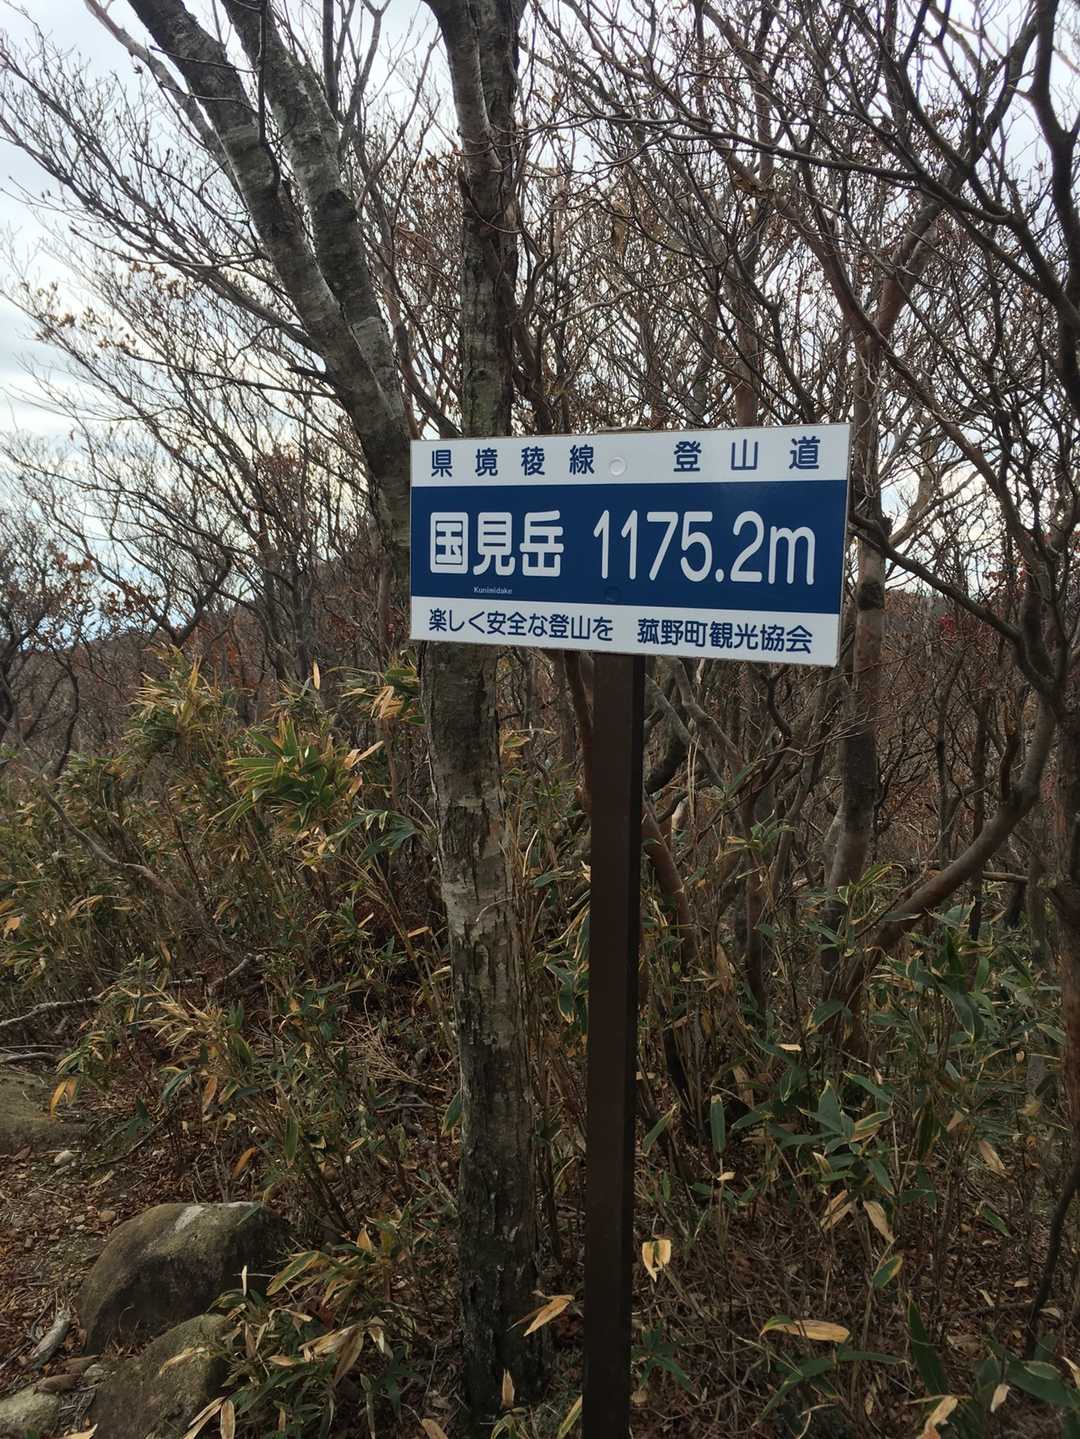 県境稜線 登山道
国見岳 1175.2m
Kunimidake
楽しく安全な登山を 菰野町観光協会